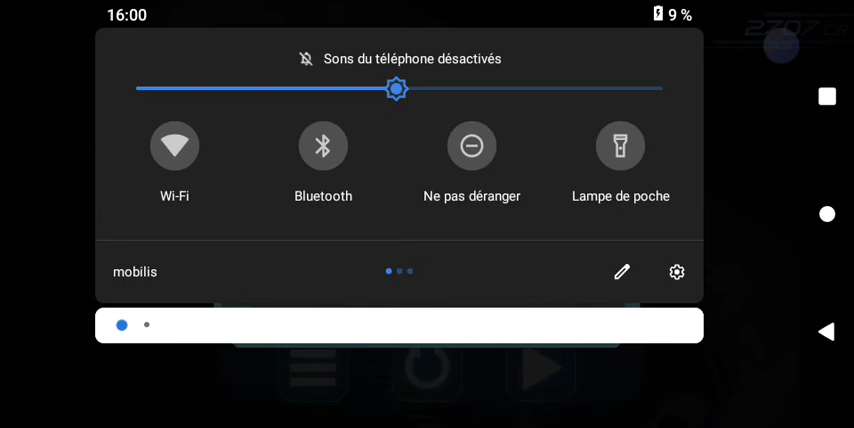 16:00 9 %
Sons du téléphone désactivés
Wi-Fi Bluetooth Ne pas déranger Lampe de poche
mobilis